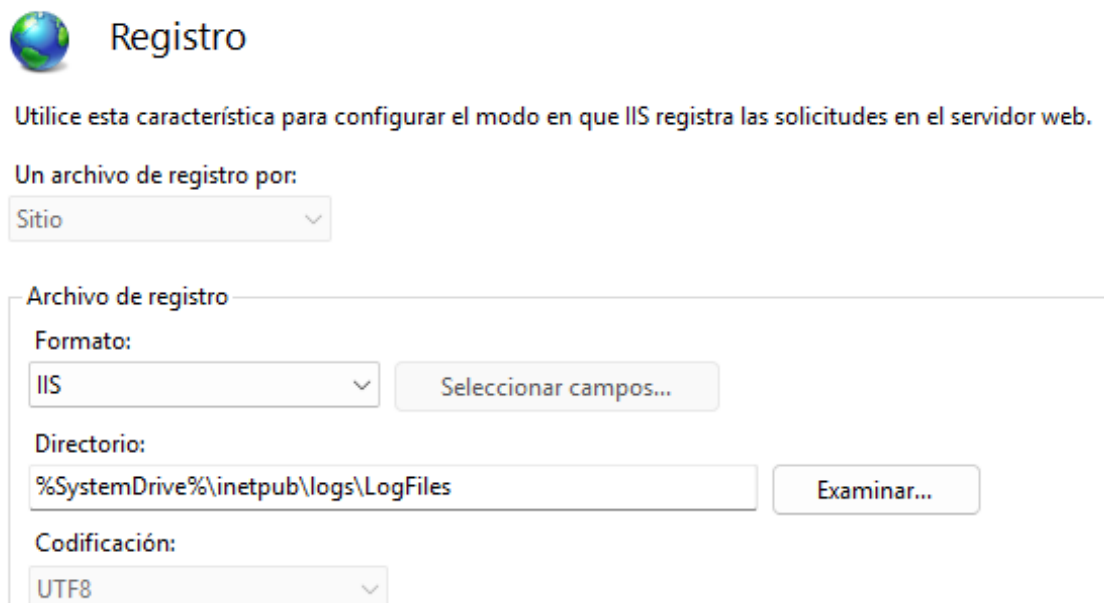 Registro
Utilice esta característica para configurar el modo en que IIS registra las solicitudes en el servidor web.
Un archivo de registro por:
Sitio
Archivo de registro
Formato:
IIS
Seleccionar campos...
Directorio:
%SystemDrive%\inetpub\logs\LogFiles
Examinar...
Codificación:
UTF8